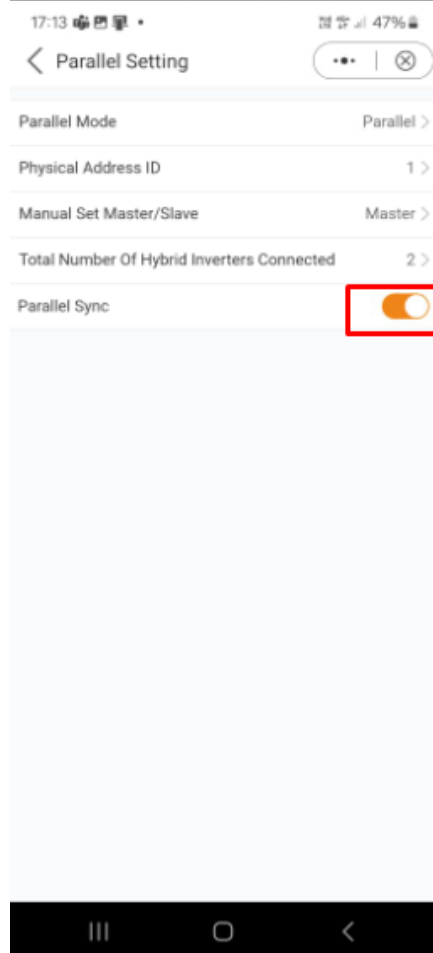 17:13
47%
Parallel Setting
Parallel Mode Parallel
Physical Address ID 1
Manual Set Master/Slave Master
Total Number Of Hybrid Inverters Connected 2
Parallel Sync